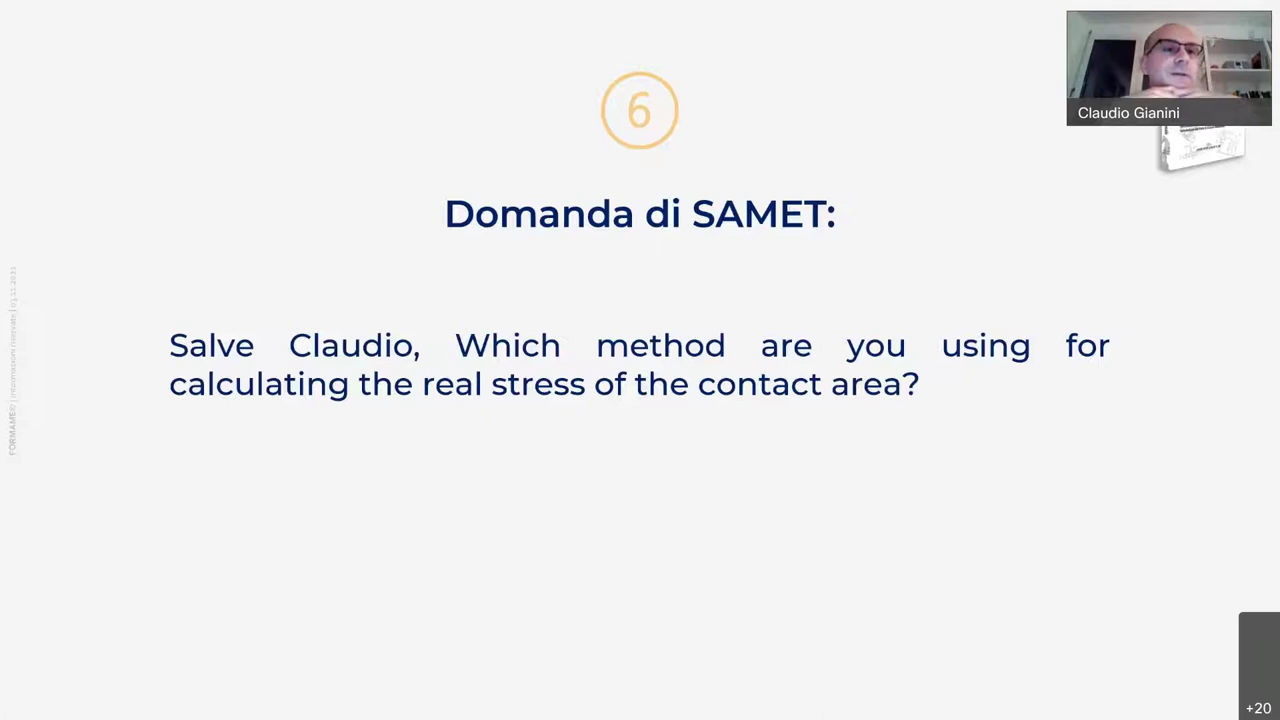 6
Claudio Gianini
Domanda di SAMET:
Salve Claudio, Which method are you using for
calculating the real stress of the contact area?
+20